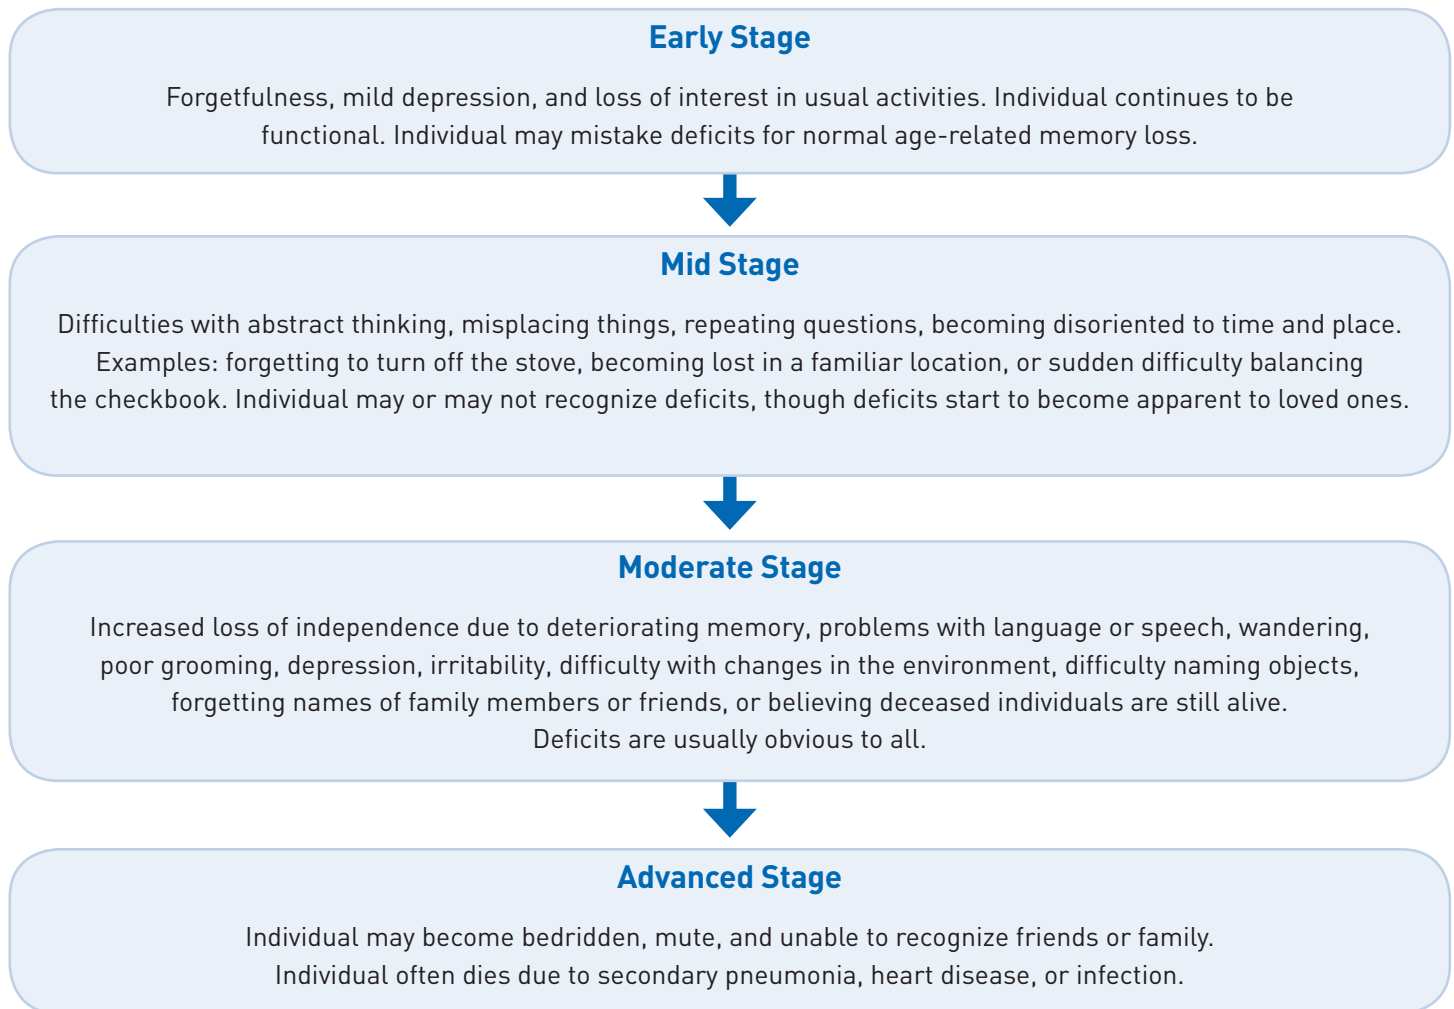 Early Stage
Forgetfulness, mild depression, and loss of interest in usual activities. Individual continues to be
functional. Individual may mistake deficits for normal age-related memory loss.
Mid Stage
Difficulties with abstract thinking, misplacing things, repeating questions, becoming disoriented to time and place.
Examples: forgetting to turn off the stove, becoming lost in a familiar location, or sudden difficulty balancing
the checkbook. Individual may or may not recognize deficits, though deficits start to become apparent to loved ones.
Moderate Stage
Increased loss of independence due to deteriorating memory, problems with language or speech, wandering,
poor grooming, depression, irritability, difficulty with changes in the environment, difficulty naming objects,
forgetting names of family members or friends, or believing deceased individuals are still alive.
Deficits are usually obvious to all.
Advanced Stage
Individual may become bedridden, mute, and unable to recognize friends or family.
Individual often dies due to secondary pneumonia, heart disease, or infection.